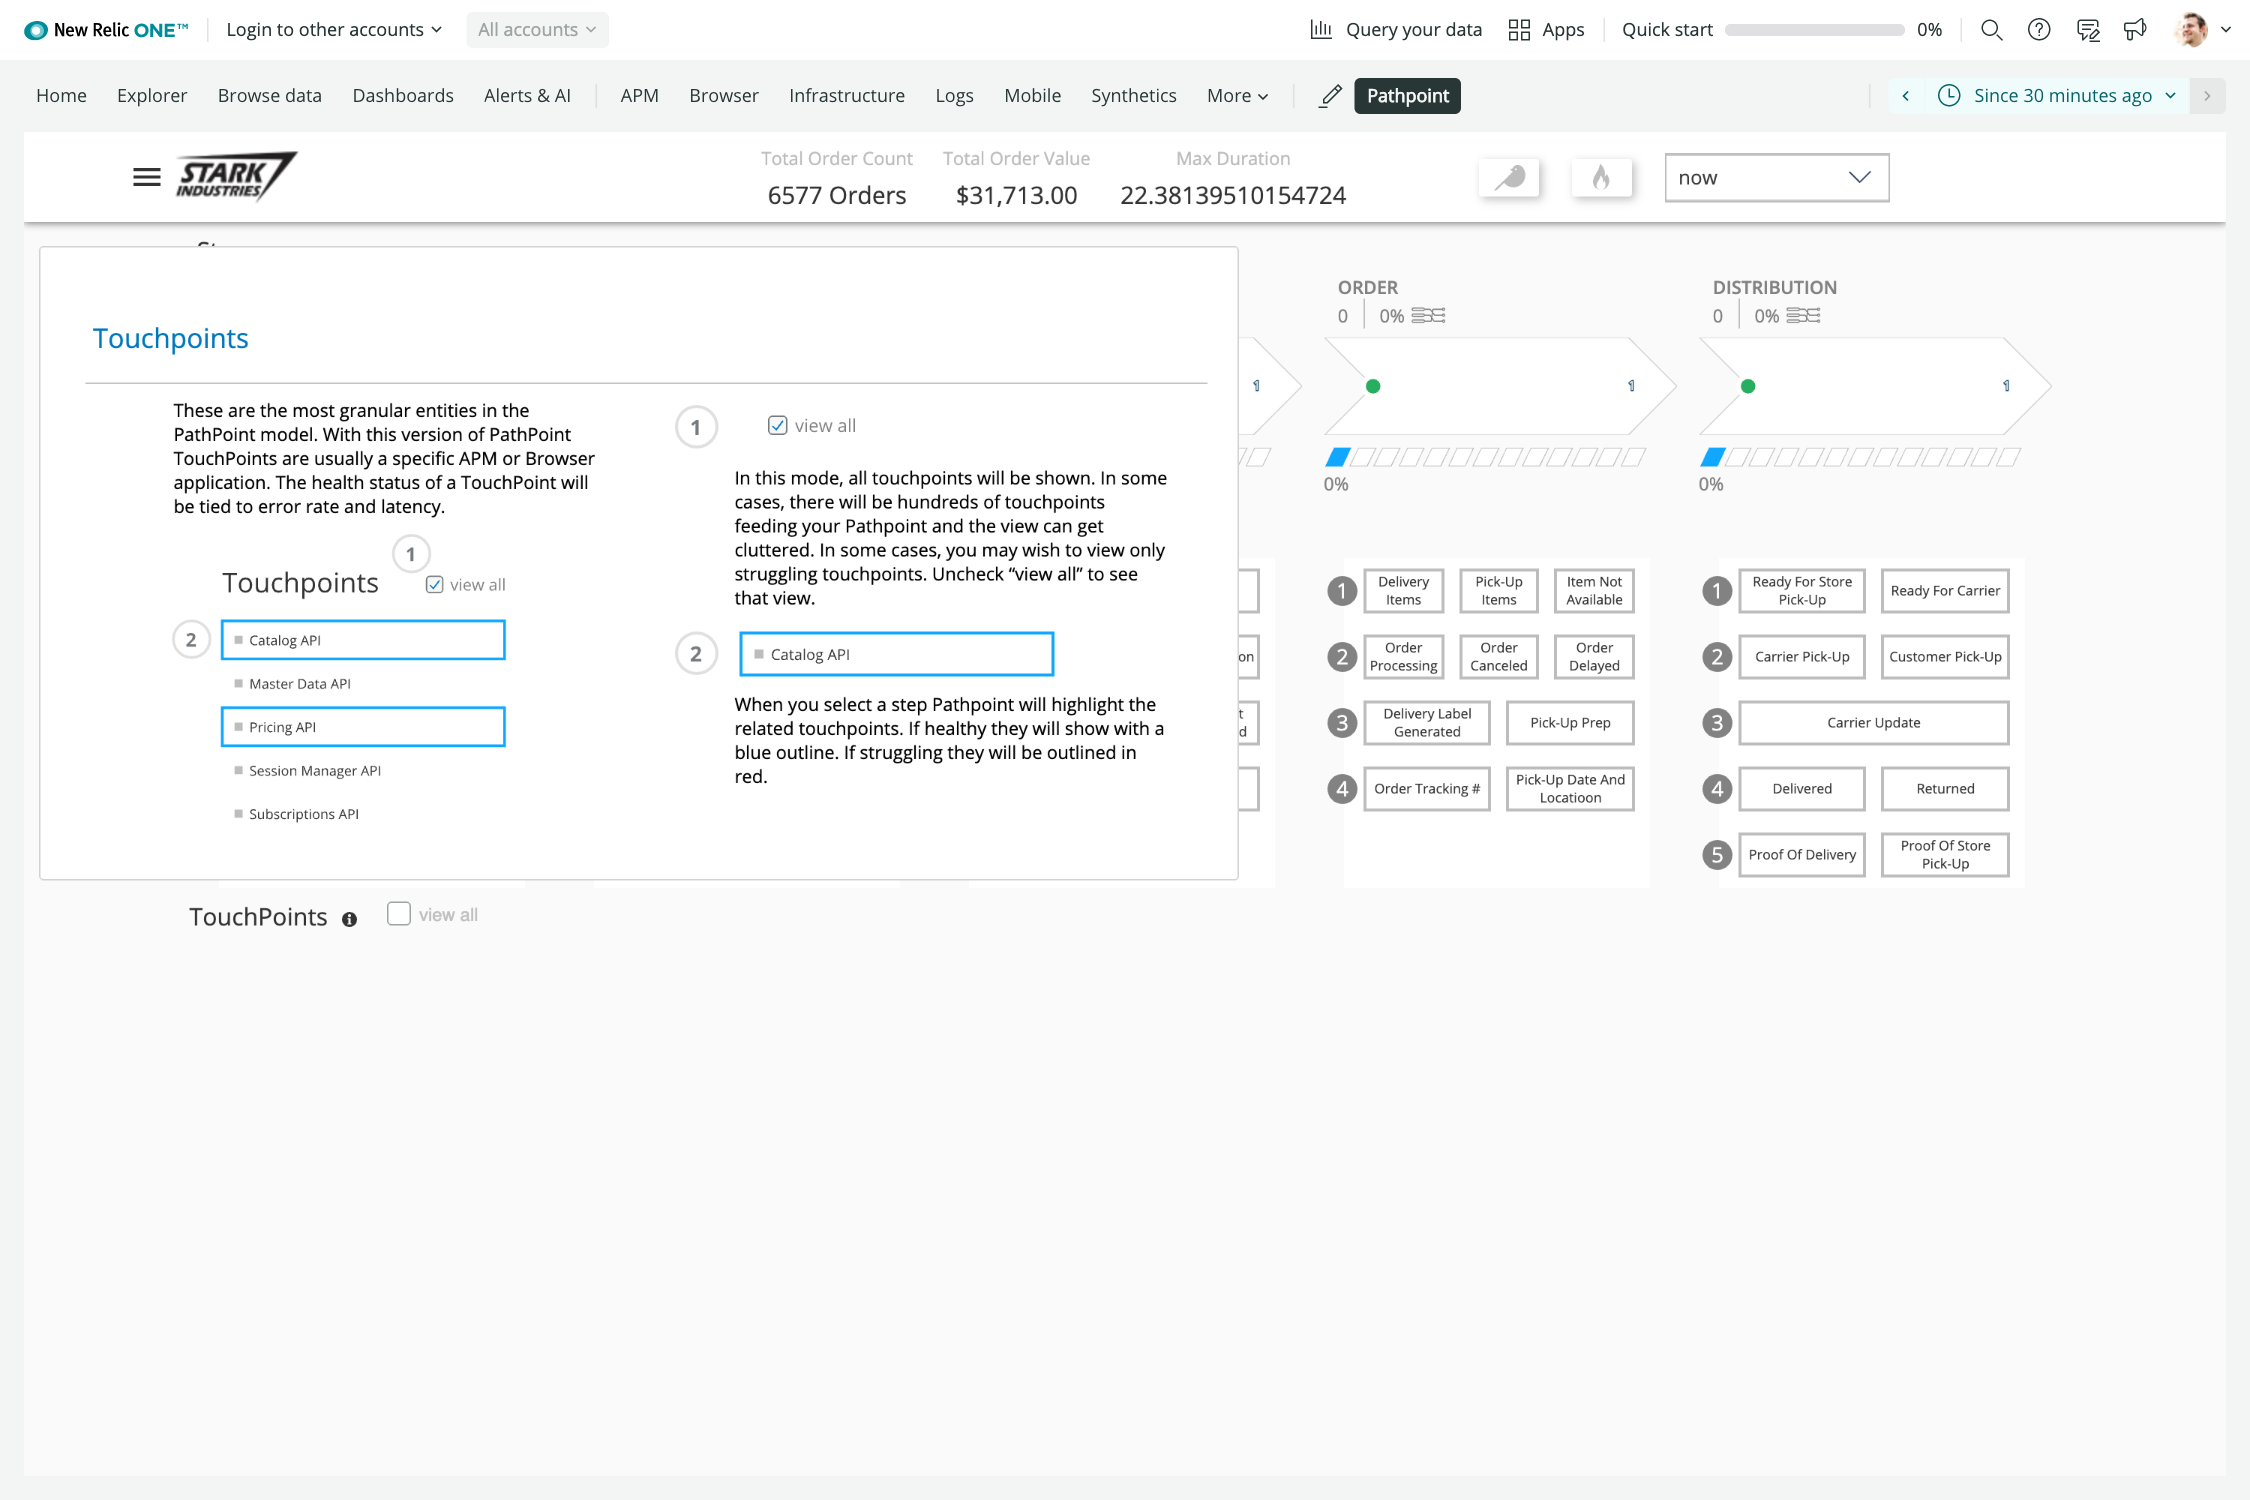 New Relic ONE™
Login to other accounts
All accounts
Query your data
Apps
Quick start
0%
Home
Explorer
Browse data
Dashboards
Alerts & AI
APM
Browser
Infrastructure
Logs
Mobile
Synthetics
More
Pathpoint
Since 30 minutes ago
STARK
INDUSTRIES
Total Order Count
6577 Orders
Total Order Value
$31,713.00
Max Duration
22.38139510154724
now
Touchpoints
These are the most granular entities in the
PathPoint model. With this version of PathPoint
TouchPoints are usually a specific APM or Browser
application. The health status of a TouchPoint will
be tied to error rate and latency.
1
Touchpoints
view all
2
Catalog API
Master Data API
Pricing API
Session Manager API
Subscriptions API
1
view all
In this mode, all touchpoints will be shown. In some
cases, there will be hundreds of touchpoints
feeding your Pathpoint and the view can get
cluttered. In some cases, you may wish to view only
struggling touchpoints. Uncheck “view all” to see
that view.
2
Catalog API
When you select a step Pathpoint will highlight the
related touchpoints. If healthy they will show with a
blue outline. If struggling they will be outlined in
red.
on
t
d
ORDER
0
0%
0%
1
Delivery
Items
Pick-Up
Items
Item Not
Available
2
Order
Processing
Order
Canceled
Order
Delayed
3
Delivery Label
Generated
Pick-Up Prep
4
Order Tracking #
Pick-Up Date And
Locatioon
DISTRIBUTION
0
0%
0%
1
Ready For Store
Pick-Up
Ready For Carrier
2
Carrier Pick-Up
Customer Pick-Up
3
Carrier Update
4
Delivered
Returned
5
Proof Of Delivery
Proof Of Store
Pick-Up
TouchPoints
view all